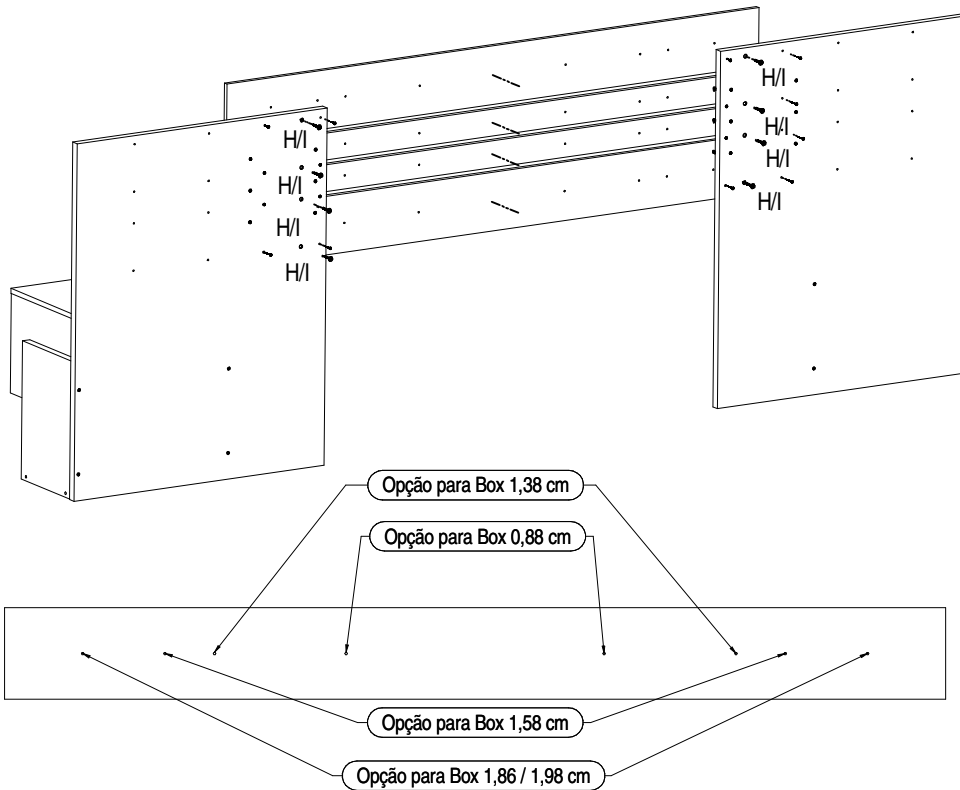 H/I
H/I
H/I
H/I
H/I
H/I
H/I
H/I
Opção para Box 1,38 cm
Opção para Box 0,88 cm
Opção para Box 1,58 cm
Opção para Box 1,86 / 1,98 cm